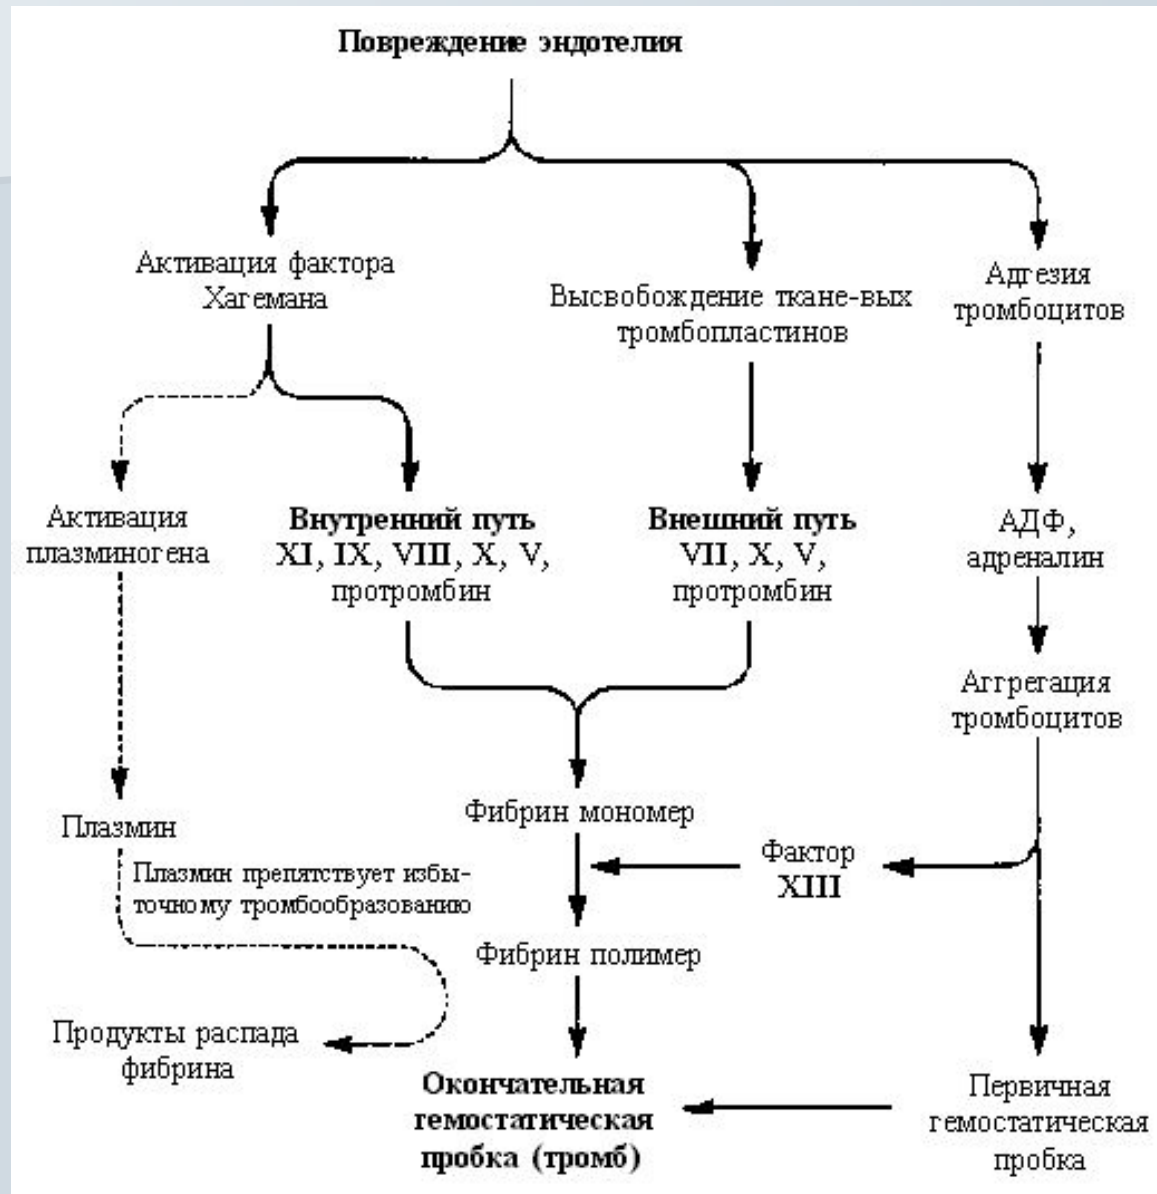 Повреждение эндотелия
Активация фактора
Хагемана
Высвобождение ткане-вых
тромбопластинов
Адгезия
тромбоцитов
Активация
плазминогена
Внутренний путь
XI, IX, VIII, X, V,
протромбин
Внешний путь
VII, X, V,
протромбин
АДФ,
адреналин
Аггрегация
тромбоцитов
Фибрин мономер
Плазмин
Фактор
XIII
Плазмин препятствует избы-
точному тромбообразованию
Фибрин полимер
Продукты распада
фибрина
Окончательная
гемостатическая
пробка (тромб)
Первичная
гемостатическая
пробка